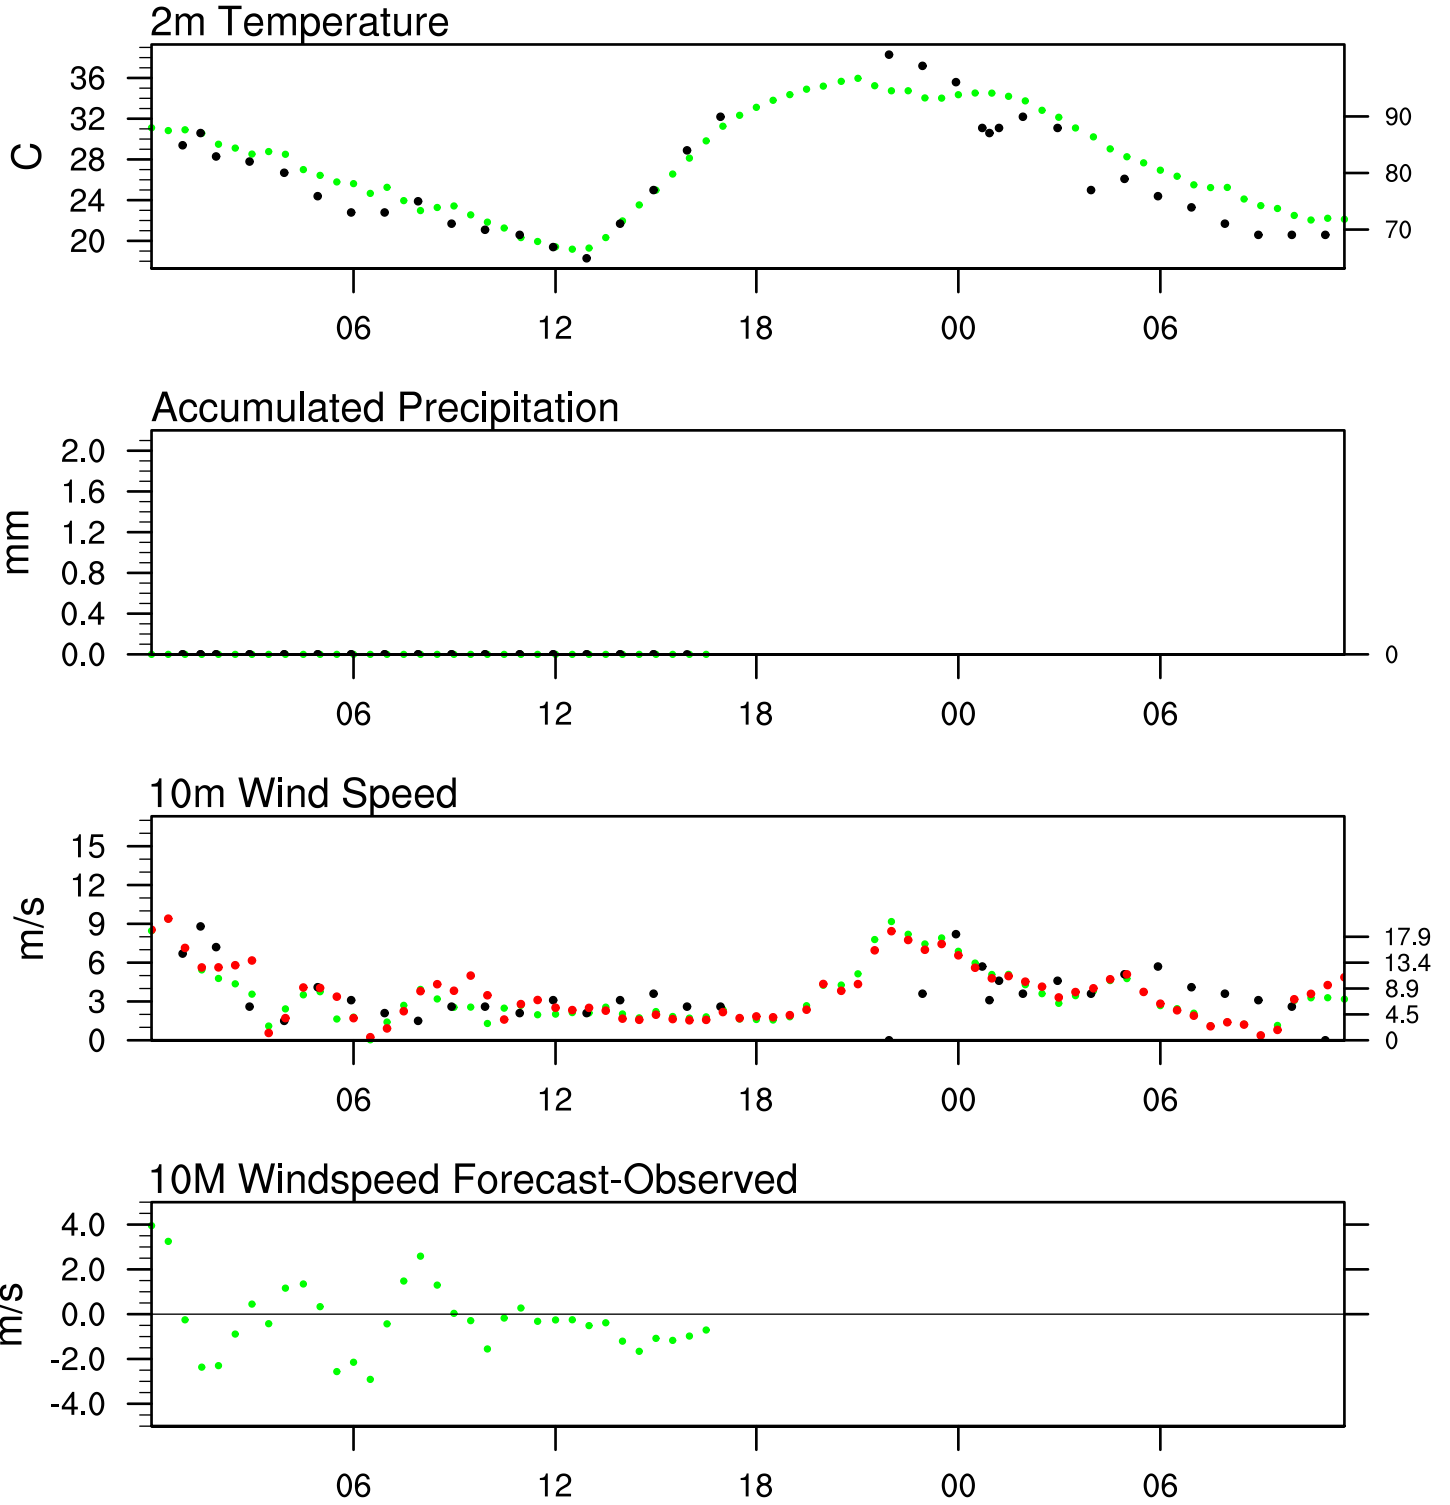 2m Temperature
36
32
28
24
20
C
90
80
70
06 12 18 00 06
Accumulated Precipitation
2.0
1.6
1.2
0.8
0.4
0.0
mm
0
06 12 18 00 06
10m Wind Speed
15
12
9
6
3
0
m/s
17.9
13.4
8.9
4.5
0
06 12 18 00 06
10M Windspeed Forecast-Observed
4.0
2.0
0.0
-2.0
-4.0
m/s
06 12 18 00 06